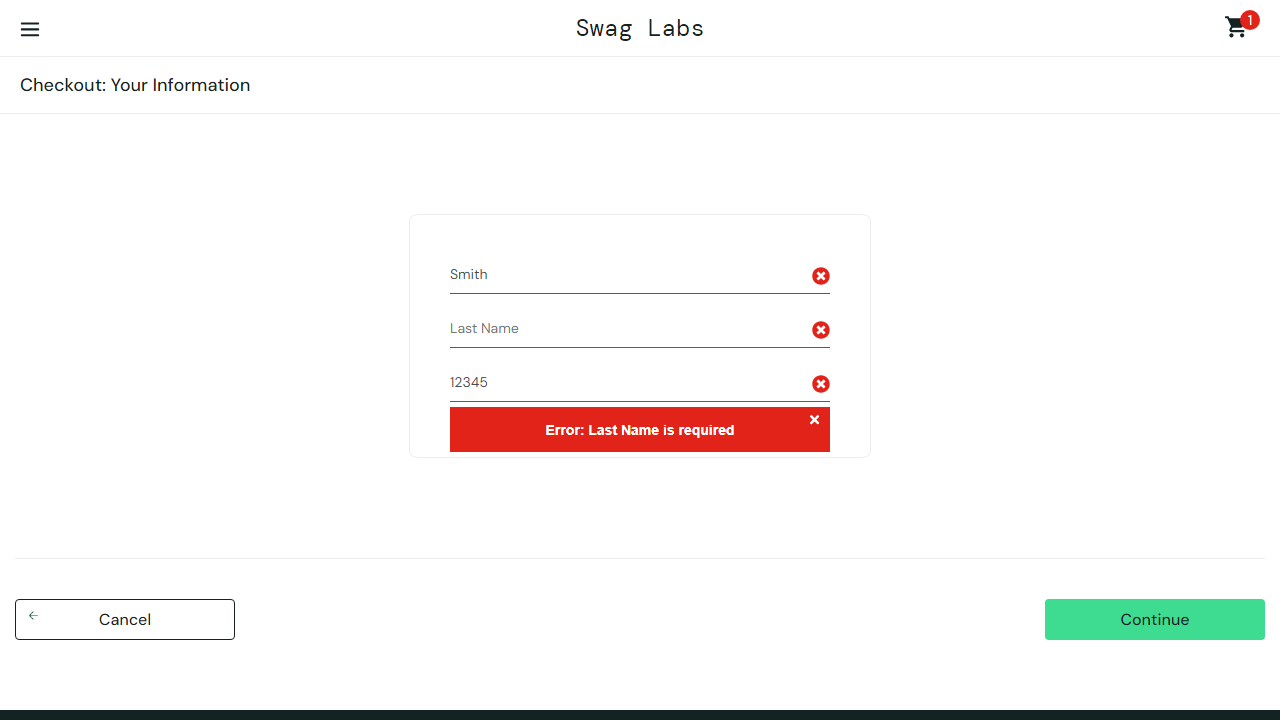 Swag Labs
1
Checkout: Your Information
Smith
Last Name
12345
Error: Last Name is required
Cancel
Continue